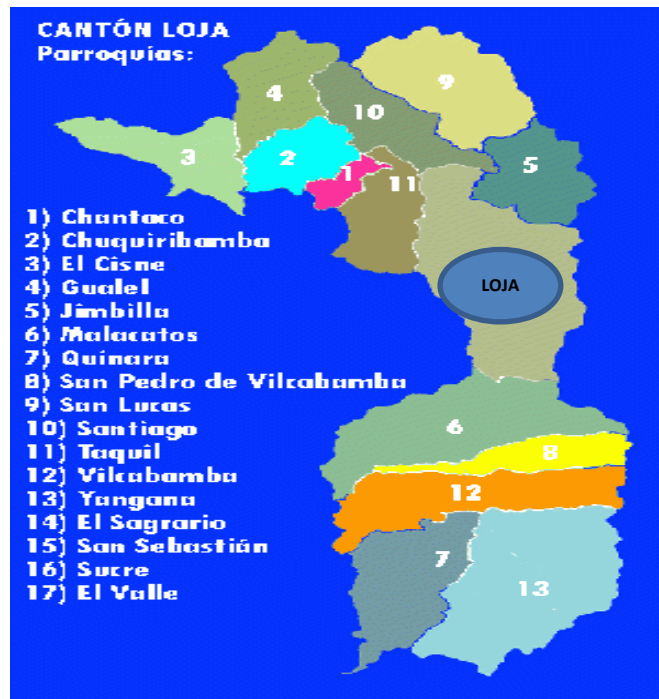 CANTÓN LOJA
Parroquias:
9
4
10
3
2
1
11
5
1) Chantaco
2) Chuquiribamba
3) El Cisne
4) Gualel
LOJA
5) Jimbilla
6) Malacatos
7) Quinara
8) San Pedro de Vilcabamba
9) San Lucas
10) Santiago
6
11) Taquil
8
12) Vilcabamba
12
13) Yangana
14) El Sagrario
15) San Sebastián
7
16) Sucre
13
17) El Valle